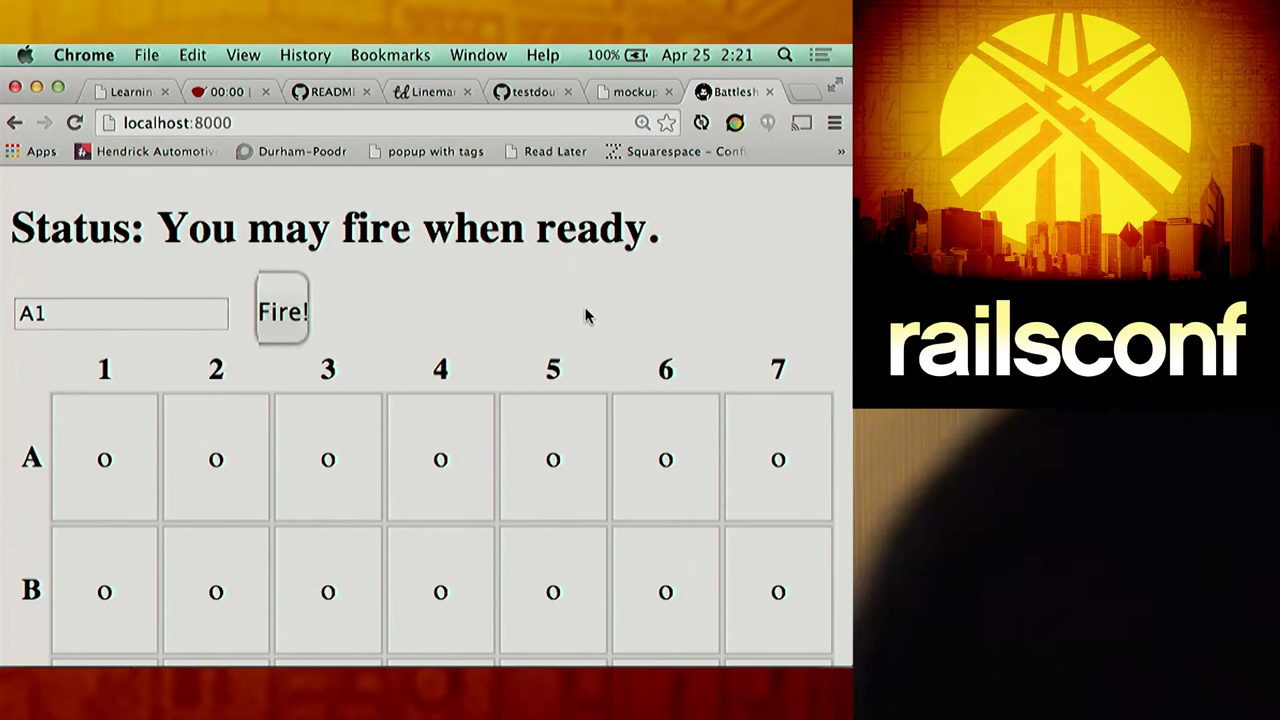 Chrome File Edit View History Bookmarks Window Help 100% Apr 25 2:21
Learnin 00:00 READMI Linema testdou mockup Battlesh
localhost:8000
Apps Hendrick Automotiv Durham-Poodr popup with tags Read Later Squarespace - Conf »
Status: You may fire when ready.
A1 Fire!
1 2 3 4 5 6 7
A o o o o o o o
B o o o o o o o
railsconf